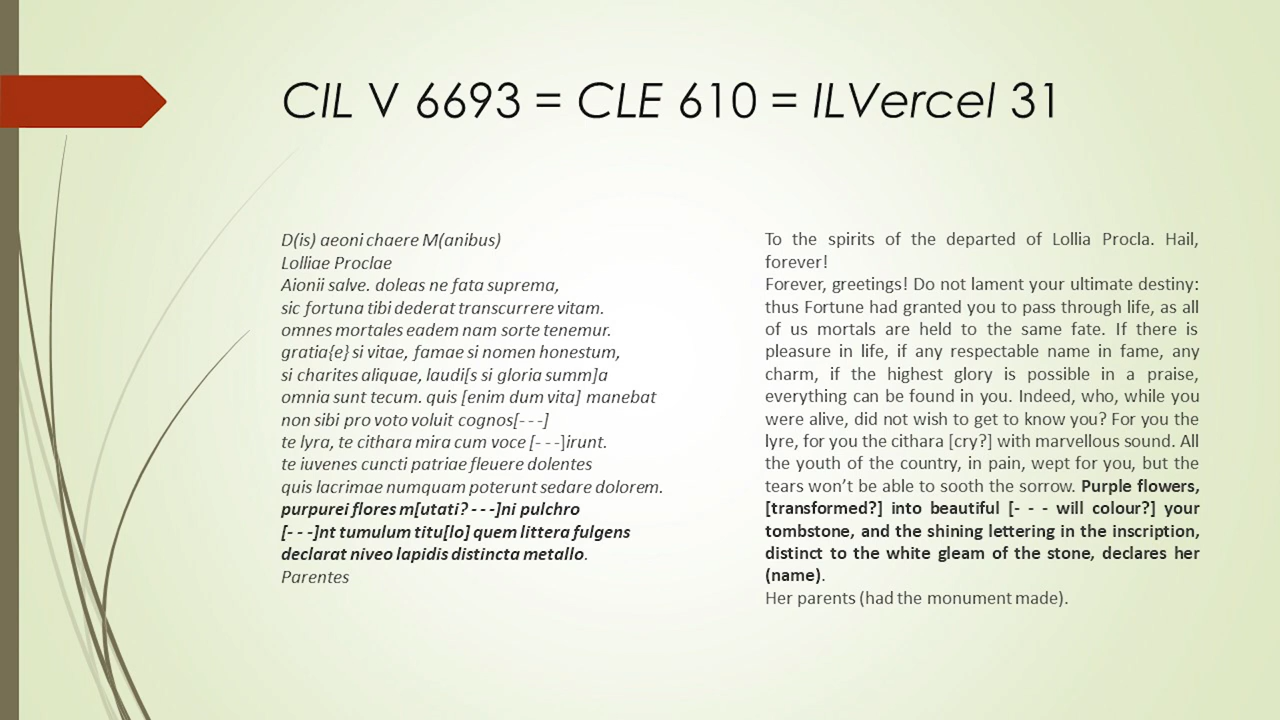 CIL V 6693 = CLE 610 = ILVercel 31
D(is) aeoni chaere M(anibus)
Lolliae Proclae
Aionii salve. doleas ne fata suprema,
sic fortuna tibi dederat transcurrere vitam.
omnes mortales eadem nam sorte tenemur.
gratia{e} si vitae, famae si nomen honestum,
si charites aliquae, laudi[s si gloria summ]a
omnia sunt tecum. quis [enim dum vita] manebat
non sibi pro voto voluit cognos[- - -]
te lyra, te cithara mira cum voce [- - -]irunt.
te iuvenes cuncti patriae fleuere dolentes
quis lacrimae numquam poterunt sedare dolorem.
purpurei flores m[utati? - - -]ni pulchro
[- - -]nt tumulum titu[lo] quem littera fulgens
declarat niveo lapidis distincta metallo.
Parentes
To the spirits of the departed of Lollia Procla. Hail,
forever!
Forever, greetings! Do not lament your ultimate destiny:
thus Fortune had granted you to pass through life, as all
of us mortals are held to the same fate. If there is
pleasure in life, if any respectable name in fame, any
charm, if the highest glory is possible in a praise,
everything can be found in you. Indeed, who, while you
were alive, did not wish to get to know you? For you the
lyre, for you the cithara [cry?] with marvellous sound. All
the youth of the country, in pain, wept for you, but the
tears won’t be able to sooth the sorrow. Purple flowers,
[transformed?] into beautiful [- - - will colour?] your
tombstone, and the shining lettering in the inscription,
distinct to the white gleam of the stone, declares her
(name).
Her parents (had the monument made).